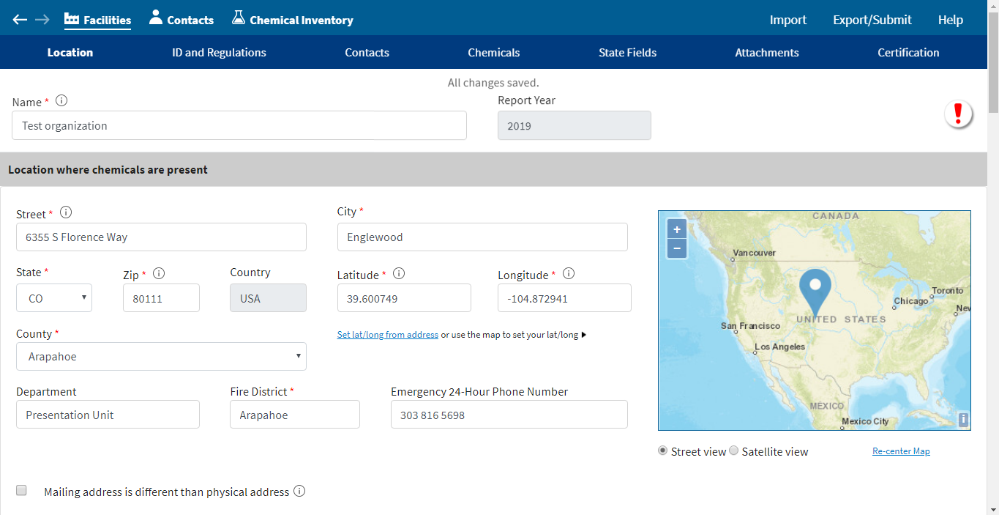 Facilities Contacts Chemical Inventory Import Export/Submit Help
Location ID and Regulations Contacts Chemicals State Fields Attachments Certification
All changes saved.
Name *
Report Year
Test organization
2019
Location where chemicals are present
Street *
City *
6355 S Florence Way
Englewood
State *
Zip *
Country
Latitude *
Longitude *
CO
80111
USA
39.600749
-104.872941
County *
Set lat/long from address or use the map to set your lat/long
Arapahoe
Department
Fire District *
Emergency 24-Hour Phone Number
Presentation Unit
Arapahoe
303 816 5698
CANADA
+
−
Vancouver
Toronto
Chicago
New
UNITED STATES
San Francisco
Los Angeles
MÉXICO
Mexico City
i
Street view Satellite view Re-center Map
Mailing address is different than physical address